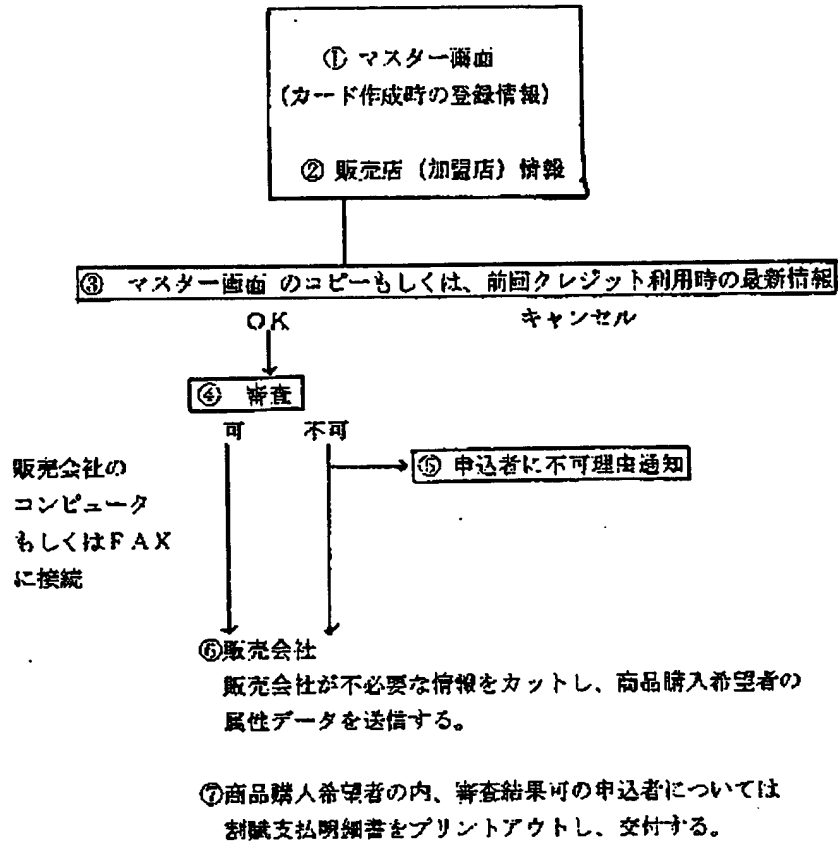 ① マスター画面
(カード作成時の登録情報)
② 販売店 (加盟店) 情報
③ マスター画面 のコピーもしくは、前回クレジット利用時の最新情報
OK キャンセル
④ 審査
可 不可
⑤ 申込者に不可理由通知
販売会社の
コンピュータ
もしくはFAX
に接続
⑥販売会社
販売会社が不必要な情報をカットし、商品購入希望者の
属性データを送信する。
⑦商品購入希望者の内、審査結果可の申込者については
割賦支払明細書をプリントアウトし、交付する。